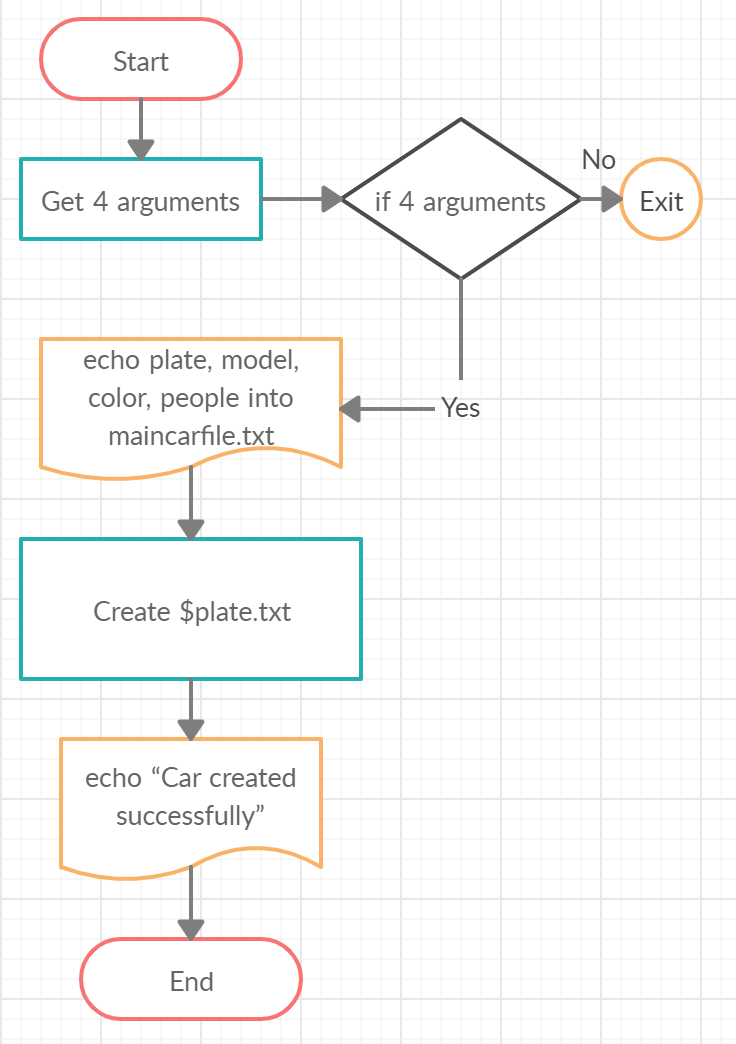 Start
Get 4 arguments
if 4 arguments
No
Exit
Yes
echo plate, model,
color, people into
maincarfile.txt
Create $plate.txt
echo “Car created
successfully”
End